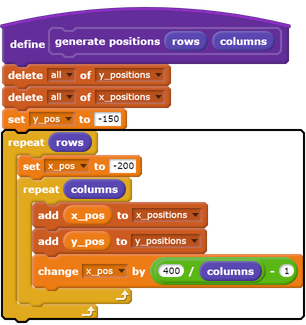 define generate positions rows columns
delete all of y_positions
delete all of x_positions
set y_pos to -150
repeat rows
set x_pos to -200
repeat columns
add x_pos to x_positions
add y_pos to y_positions
change x_pos by 400 / columns - 1